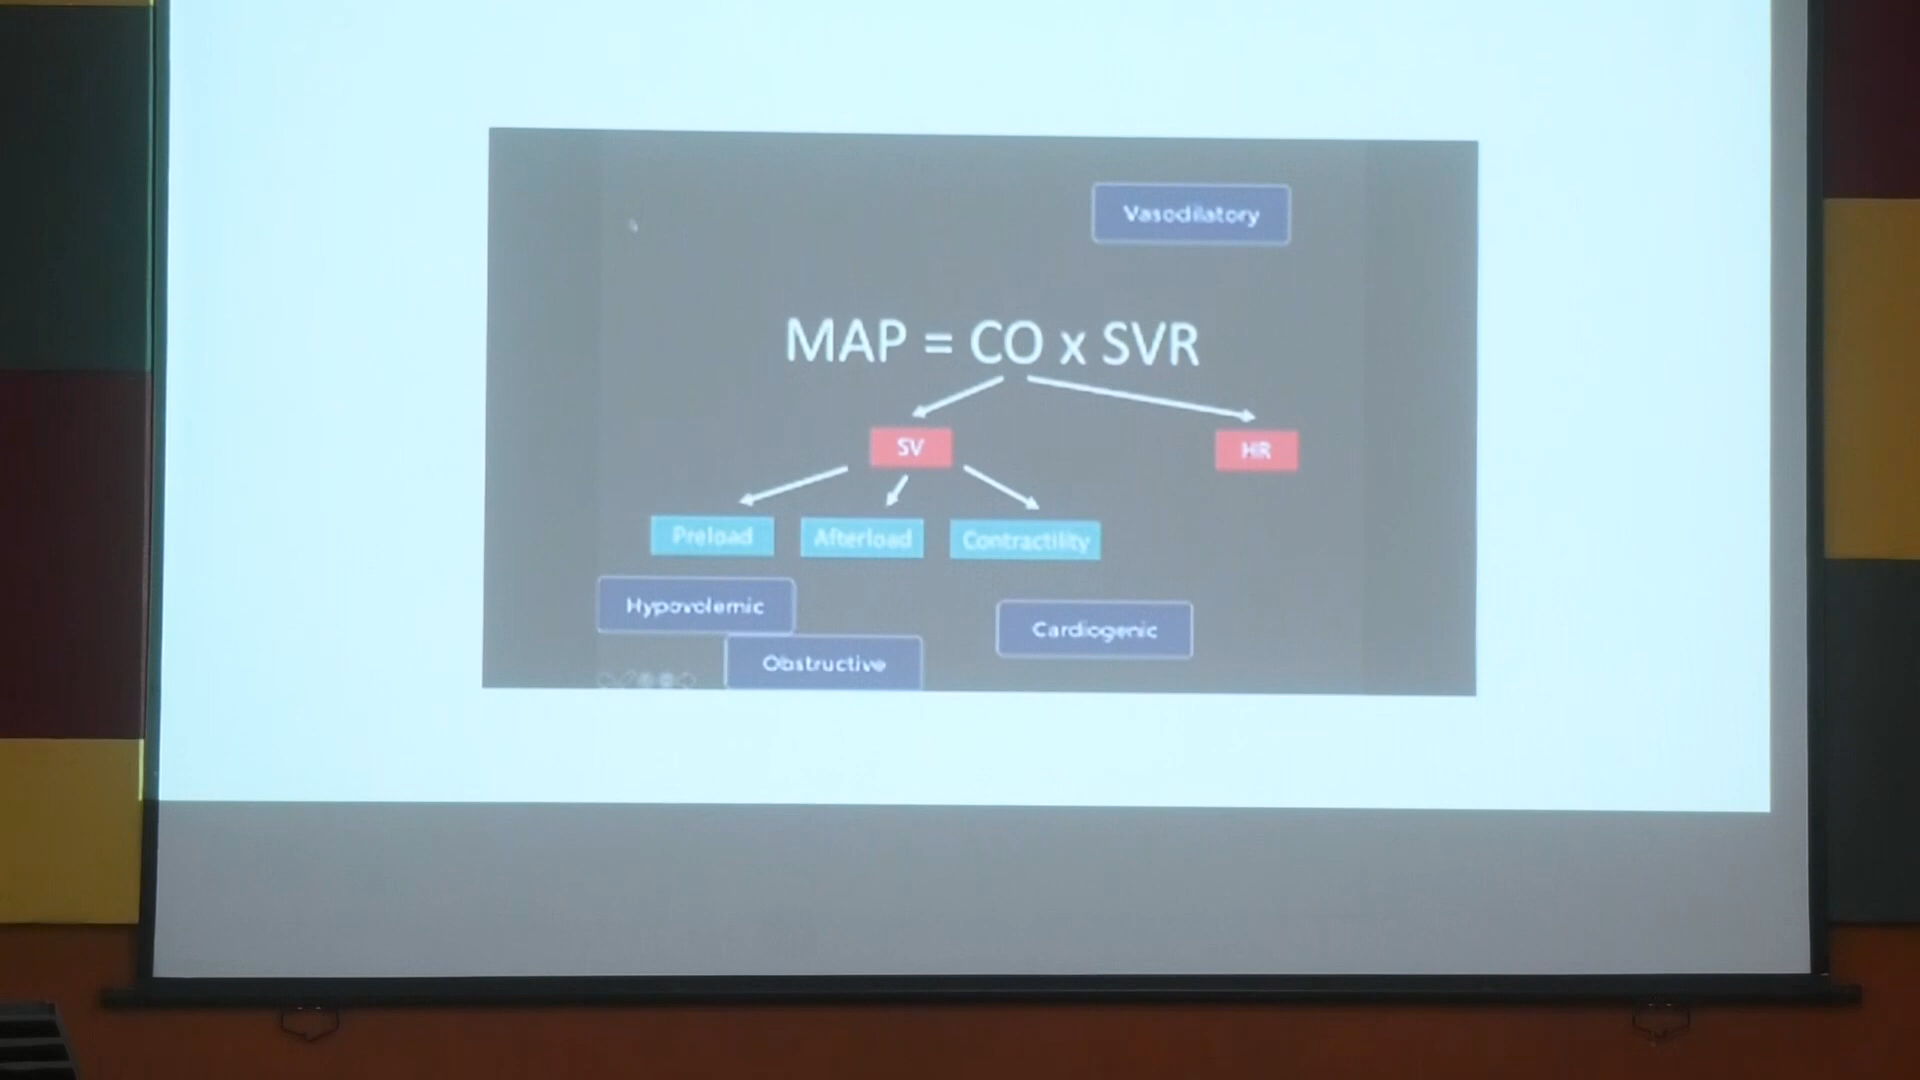 Vasodilatory
MAP = CO x SVR
SV
HR
Preload
Afterload
Contractility
Hypovolemic
Cardiogenic
Obstructive